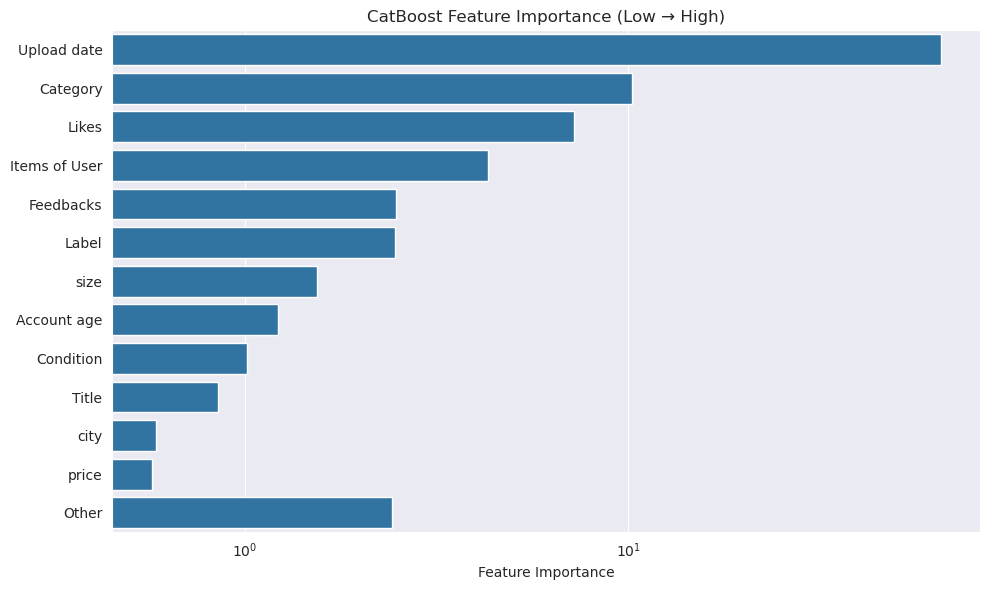 CatBoost Feature Importance (Low → High)
Upload date
Category
Likes
Items of User
Feedbacks
Label
size
Account age
Condition
Title
city
price
Other
10⁰ 10¹
Feature Importance